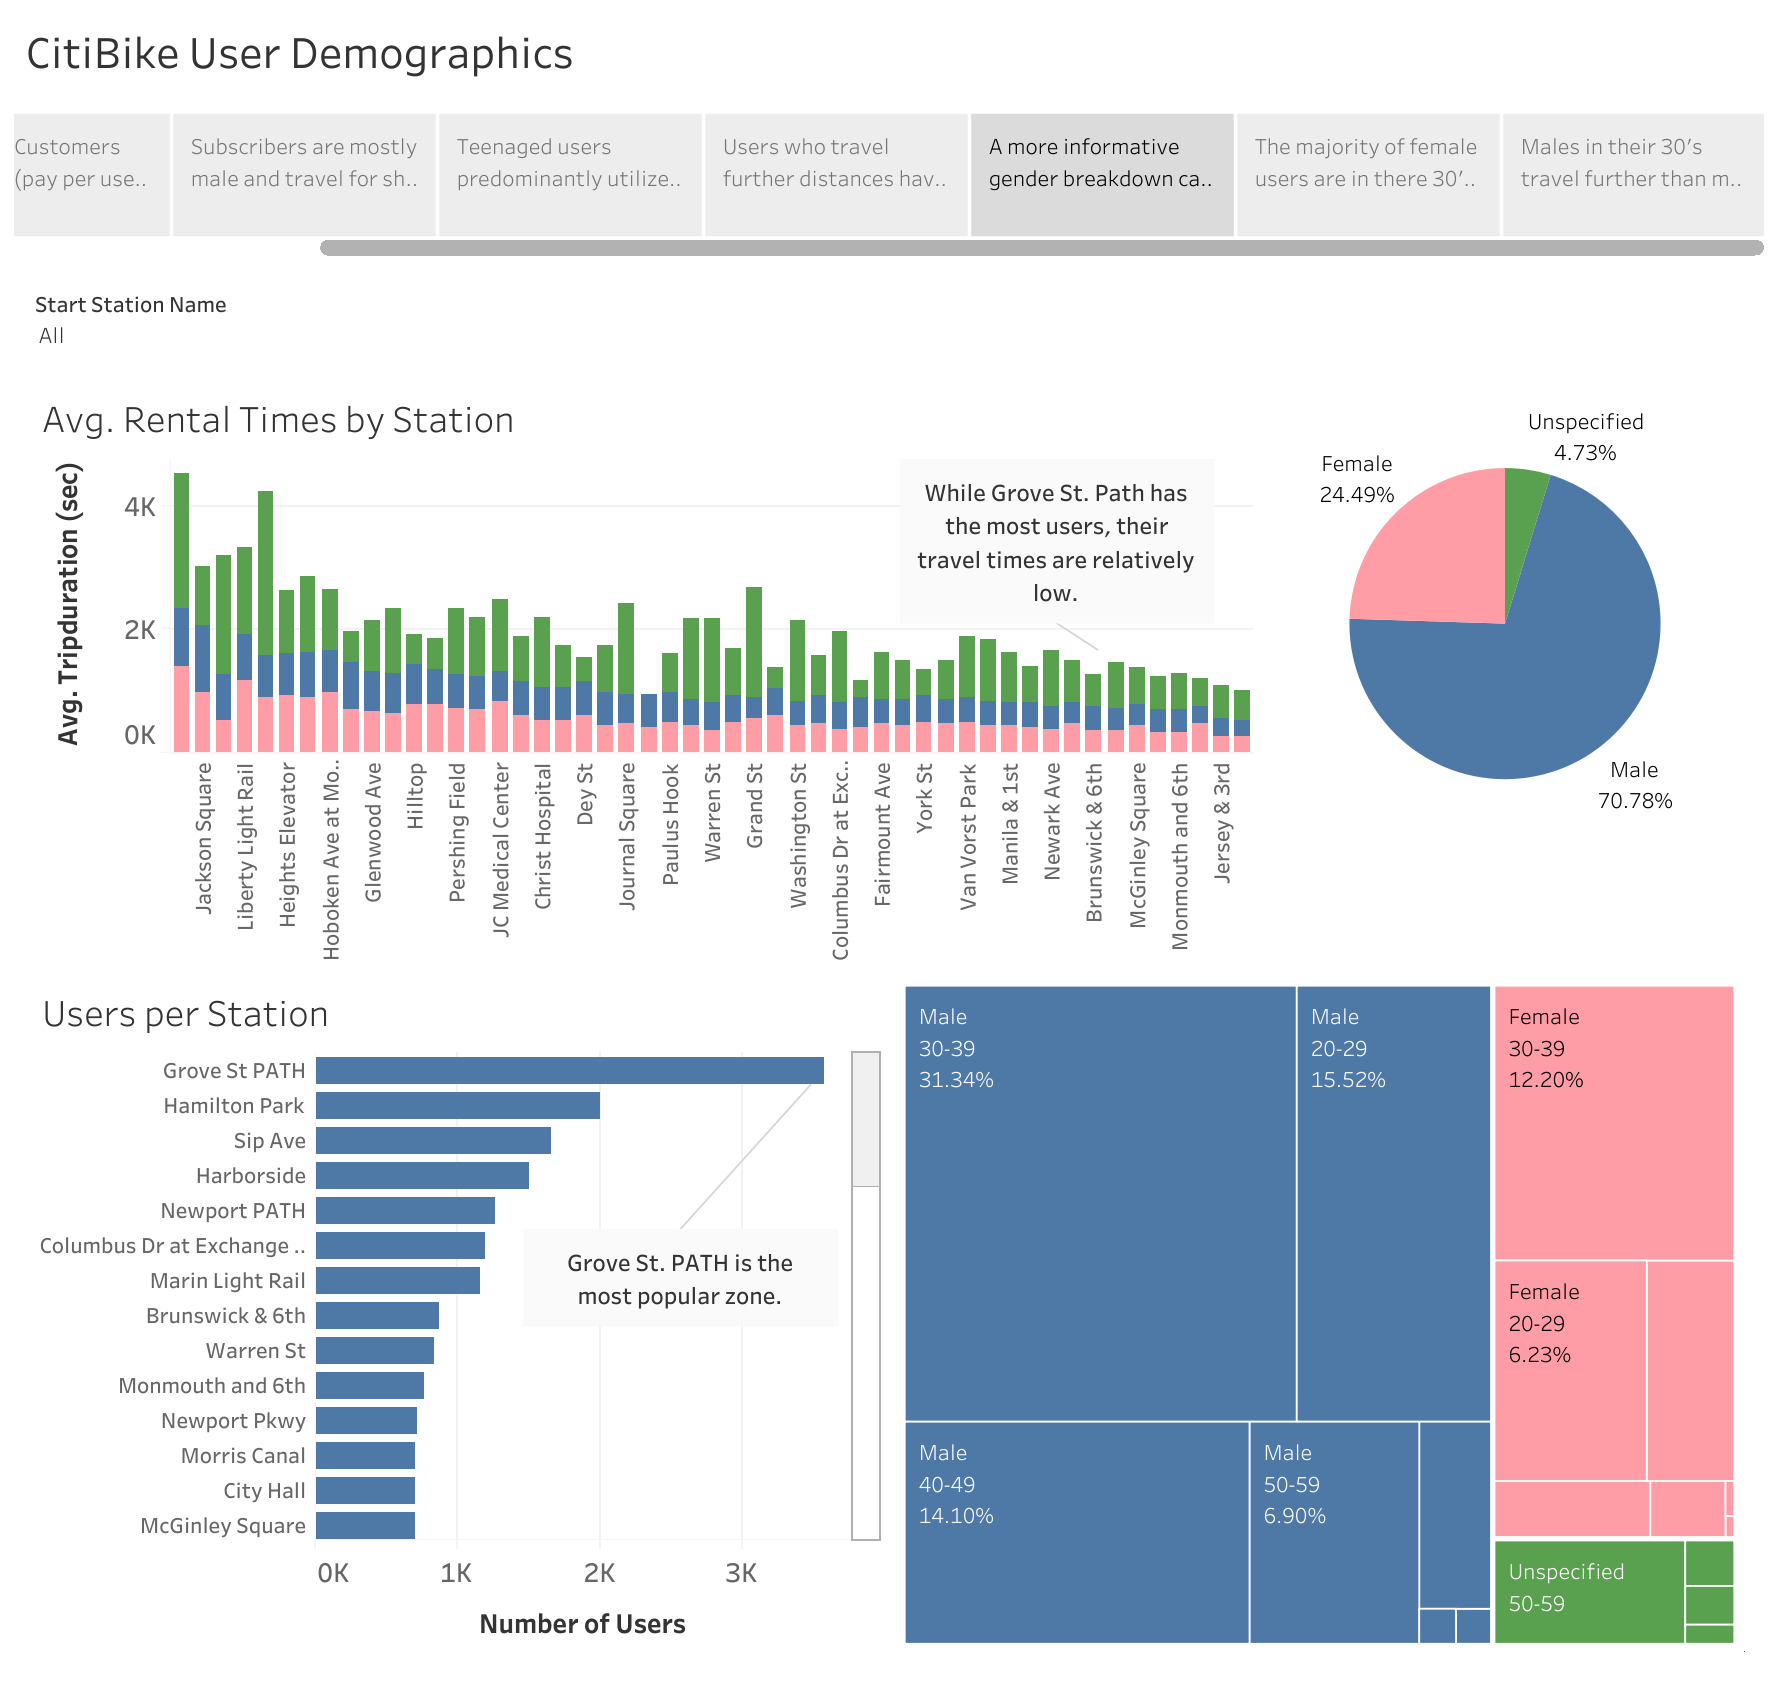 CitiBike User Demographics
Customers
(pay per use..
Subscribers are mostly
male and travel for sh..
Teenaged users
predominantly utilize..
Users who travel
further distances hav..
A more informative
gender breakdown ca..
The majority of female
users are in there 30’..
Males in their 30’s
travel further than m..
Start Station Name
All
Avg. Rental Times by Station
Avg. Tripduration (sec)
4K
2K
0K
While Grove St. Path has
the most users, their
travel times are relatively
low.
Jackson Square
Liberty Light Rail
Heights Elevator
Hoboken Ave at Mo..
Glenwood Ave
Hilltop
Pershing Field
JC Medical Center
Christ Hospital
Dey St
Journal Square
Paulus Hook
Warren St
Grand St
Washington St
Columbus Dr at Exc..
Fairmount Ave
York St
Van Vorst Park
Manila & 1st
Newark Ave
Brunswick & 6th
McGinley Square
Monmouth and 6th
Jersey & 3rd
Unspecified
4.73%
Female
24.49%
Male
70.78%
Users per Station
Grove St PATH
Hamilton Park
Sip Ave
Harborside
Newport PATH
Columbus Dr at Exchange ..
Marin Light Rail
Brunswick & 6th
Warren St
Monmouth and 6th
Newport Pkwy
Morris Canal
City Hall
McGinley Square
Grove St. PATH is the
most popular zone.
0K
1K
2K
3K
Number of Users
Male
30-39
31.34%
Male
20-29
15.52%
Female
30-39
12.20%
Female
20-29
6.23%
Male
40-49
14.10%
Male
50-59
6.90%
Unspecified
50-59